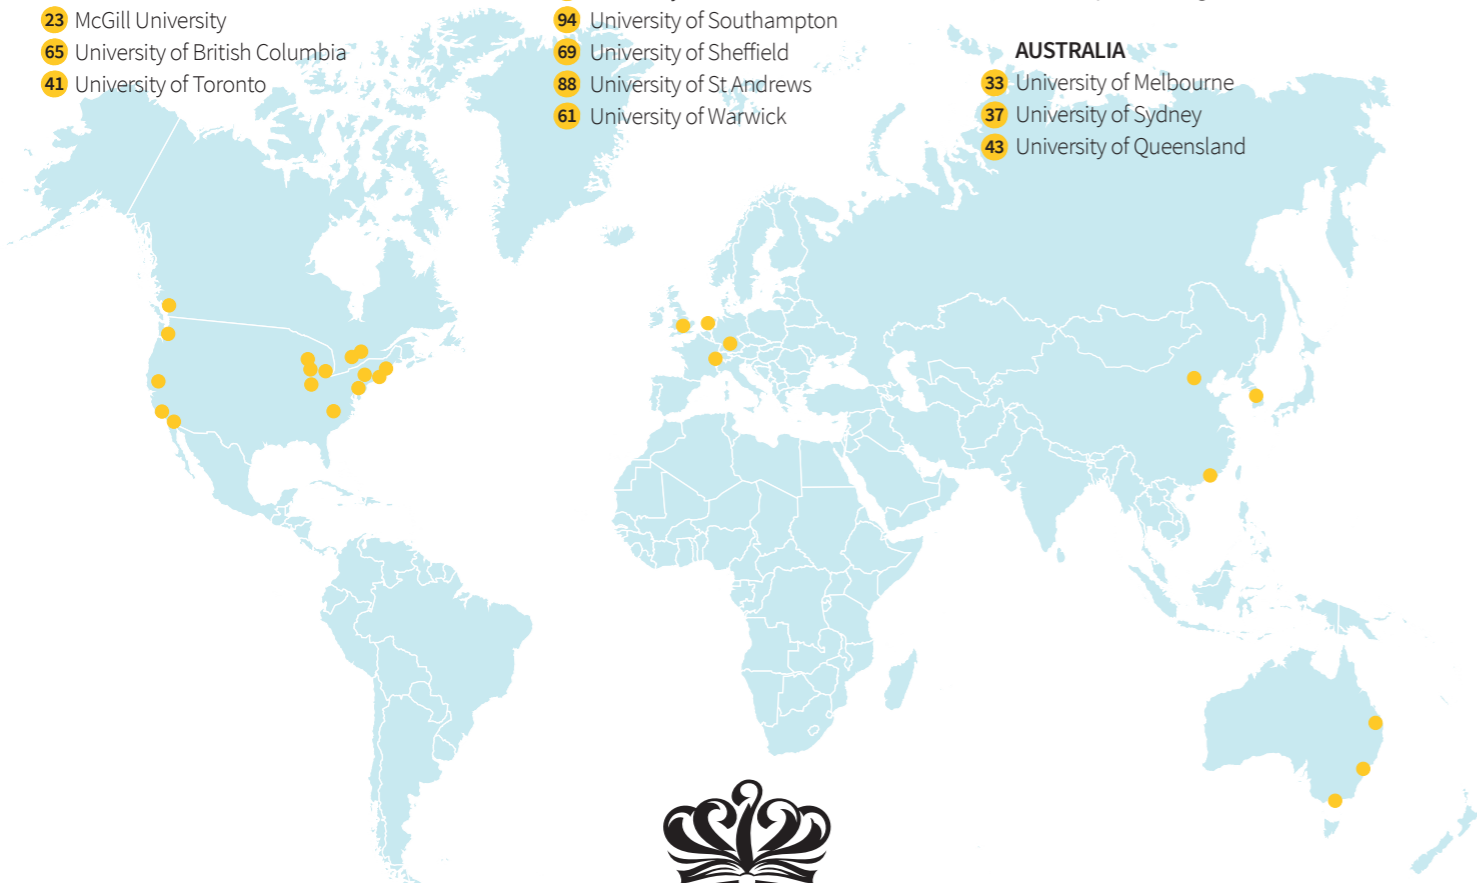 23 McGill University
65 University of British Columbia
41 University of Toronto
94 University of Southampton
69 University of Sheffield
88 University of St Andrews
61 University of Warwick
AUSTRALIA
33 University of Melbourne
37 University of Sydney
43 University of Queensland